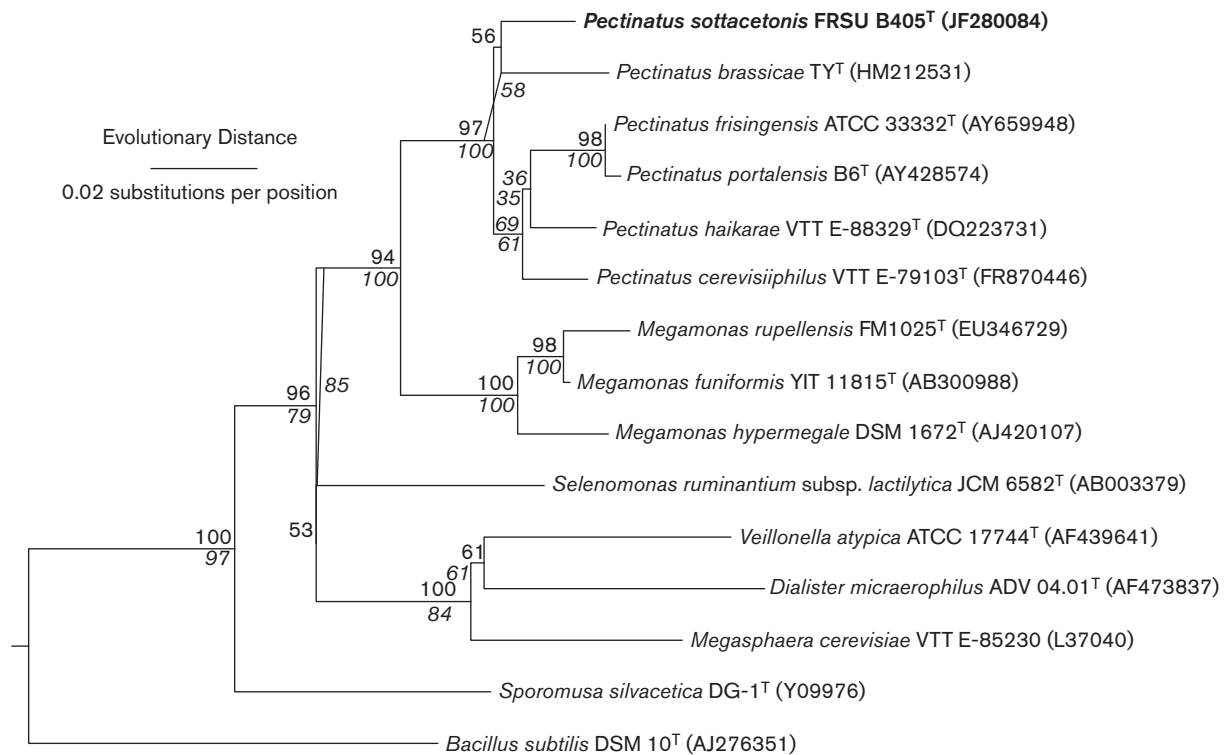 56
Pectinatus sottacetonis FRSU B405ᵀ (JF280084)
Pectinatus brassicae TYᵀ (HM212531)
58
Evolutionary Distance
0.02 substitutions per position
97
100
Pectinatus frisingensis ATCC 33332ᵀ (AY659948)
98
100
Pectinatus portalensis B6ᵀ (AY428574)
36
35
Pectinatus haikarae VTT E-88329ᵀ (DQ223731)
69
61
Pectinatus cerevisiiphilus VTT E-79103ᵀ (FR870446)
94
100
Megamonas rupellensis FM1025ᵀ (EU346729)
98
100
Megamonas funiformis YIT 11815ᵀ (AB300988)
100
100
Megamonas hypermegale DSM 1672ᵀ (AJ420107)
85
96
79
Selenomonas ruminantium subsp. lactilytica JCM 6582ᵀ (AB003379)
53
Veillonella atypica ATCC 17744ᵀ (AF439641)
61
61
Dialister micraerophilus ADV 04.01ᵀ (AF473837)
100
84
Megasphaera cerevisiae VTT E-85230 (L37040)
100
97
Sporomusa silvacetica DG-1ᵀ (Y09976)
Bacillus subtilis DSM 10ᵀ (AJ276351)